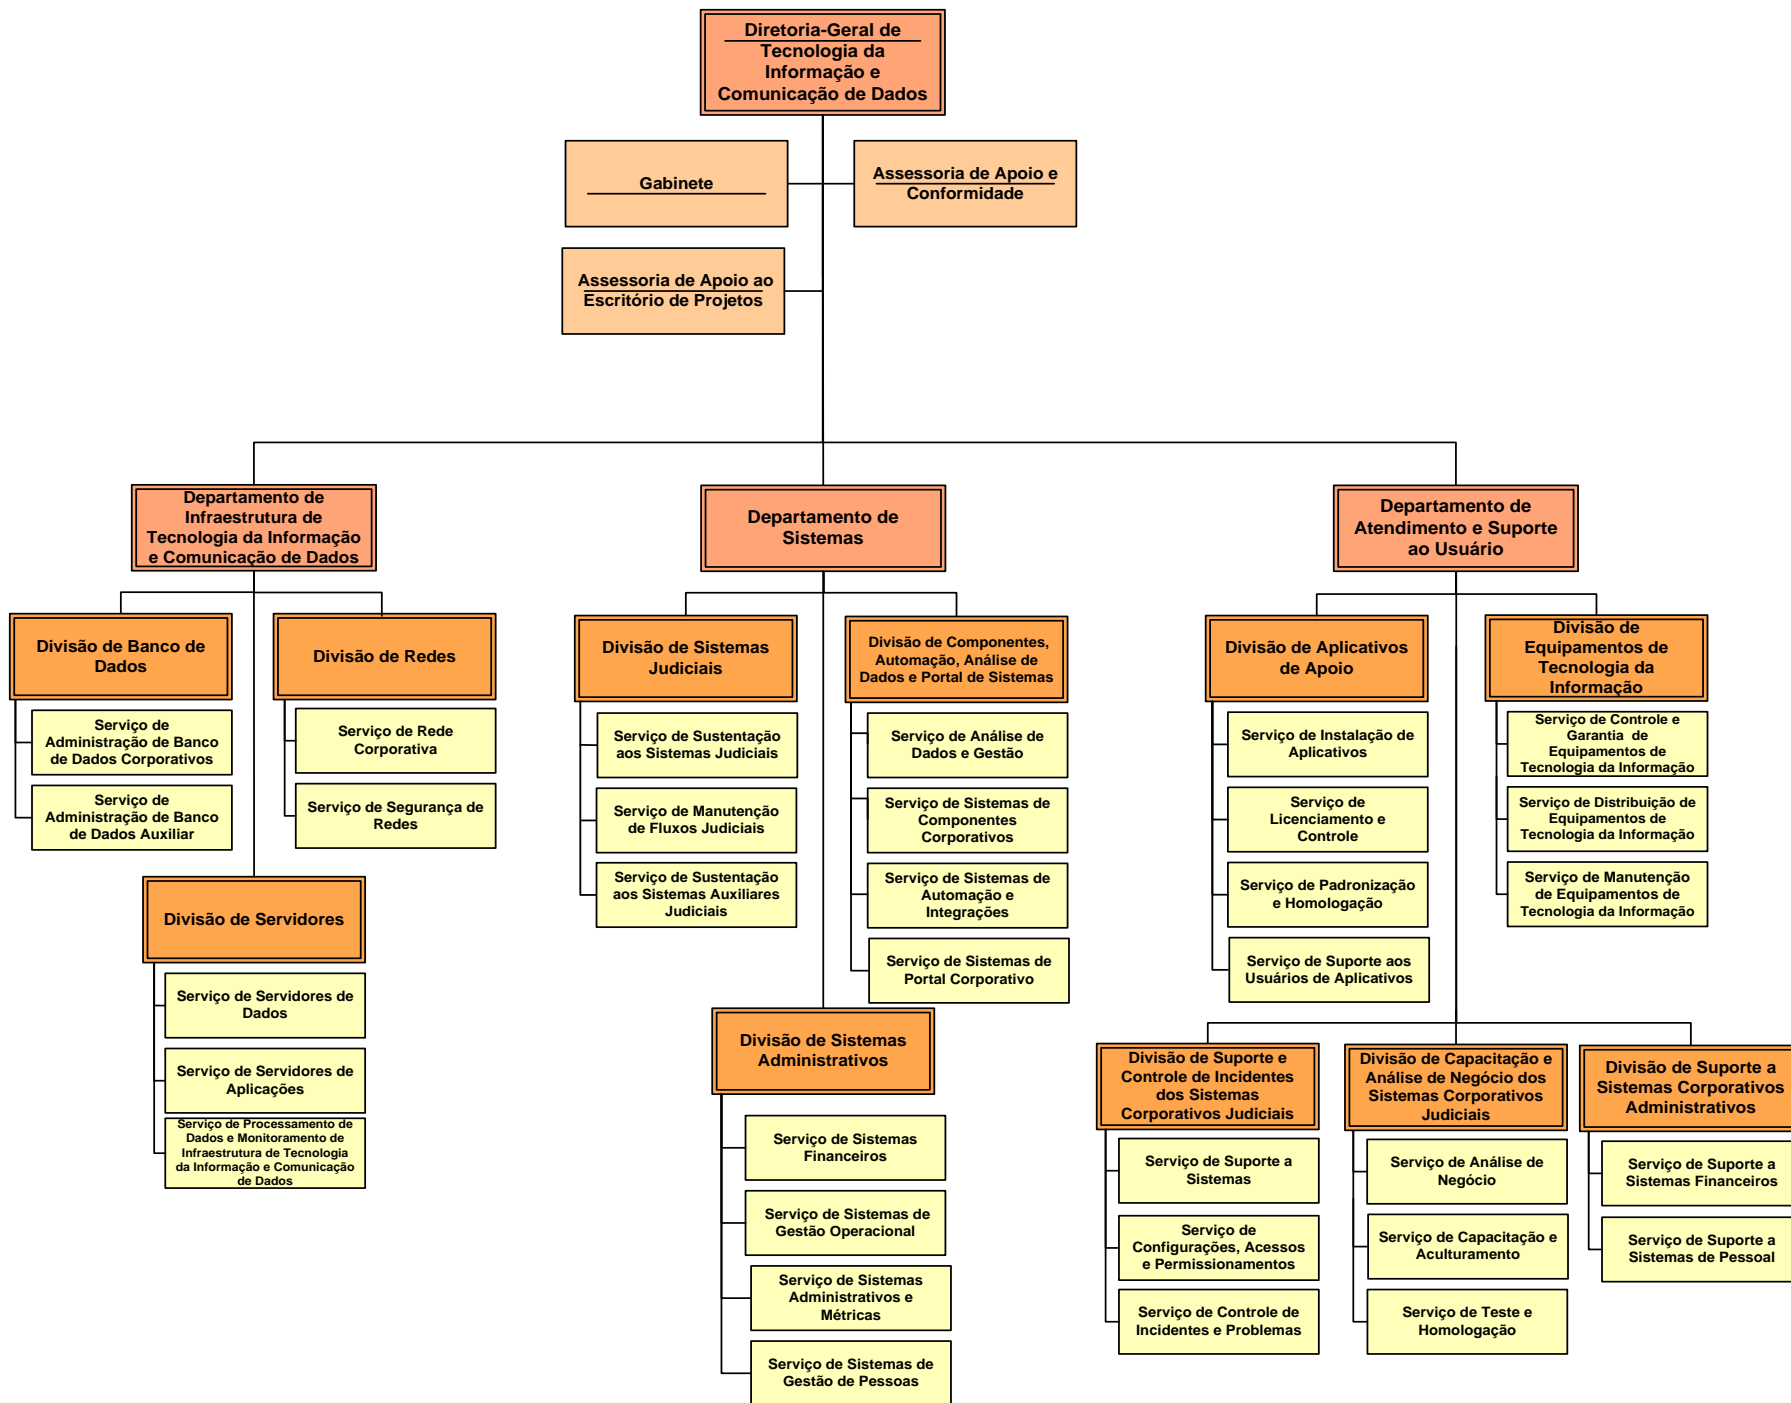 Diretoria-Geral de
Tecnologia da
Informação e
Comunicação de Dados
Gabinete
Assessoria de Apoio e
Conformidade
Assessoria de Apoio ao
Escritório de Projetos
Departamento de
Infraestrutura de
Tecnologia da Informação
e Comunicação de Dados
Departamento de
Sistemas
Departamento de
Atendimento e Suporte
ao Usuário
Divisão de Banco de
Dados
Serviço de
Administração de Banco
de Dados Corporativos
Serviço de
Administração de Banco
de Dados Auxiliar
Divisão de Redes
Serviço de Rede
Corporativa
Serviço de Segurança de
Redes
Divisão de Servidores
Serviço de Servidores de
Dados
Serviço de Servidores de
Aplicações
Serviço de Processamento de
Dados e Monitoramento de
Infraestrutura de Tecnologia
da Informação e Comunicação
de Dados
Divisão de Sistemas
Judiciais
Serviço de Sustentação
aos Sistemas Judiciais
Serviço de Manutenção
de Fluxos Judiciais
Serviço de Sustentação
aos Sistemas Auxiliares
Judiciais
Divisão de Componentes,
Automação, Análise de
Dados e Portal de Sistemas
Serviço de Análise de
Dados e Gestão
Serviço de Sistemas de
Componentes
Corporativos
Serviço de Sistemas de
Automação e
Integrações
Serviço de Sistemas de
Portal Corporativo
Divisão de Sistemas
Administrativos
Serviço de Sistemas
Financeiros
Serviço de Sistemas de
Gestão Operacional
Serviço de Sistemas
Administrativos e
Métricas
Serviço de Sistemas de
Gestão de Pessoas
Divisão de Aplicativos
de Apoio
Serviço de Instalação de
Aplicativos
Serviço de
Licenciamento e
Controle
Serviço de Padronização
e Homologação
Serviço de Suporte aos
Usuários de Aplicativos
Divisão de
Equipamentos de
Tecnologia da
Informação
Serviço de Controle e
Garantia  de
Equipamentos de
Tecnologia da Informação
Serviço de Distribuição de
Equipamentos de
Tecnologia da Informação
Serviço de Manutenção
de Equipamentos de
Tecnologia da Informação
Divisão de Suporte e
Controle de Incidentes
dos Sistemas
Corporativos Judiciais
Serviço de Suporte a
Sistemas
Serviço de
Configurações, Acessos
e Permissionamentos
Serviço de Controle de
Incidentes e Problemas
Divisão de Capacitação e
Análise de Negócio dos
Sistemas Corporativos
Judiciais
Serviço de Análise de
Negócio
Serviço de Capacitação e
Aculturamento
Serviço de Teste e
Homologação
Divisão de Suporte a
Sistemas Corporativos
Administrativos
Serviço de Suporte a
Sistemas Financeiros
Serviço de Suporte a
Sistemas de Pessoal